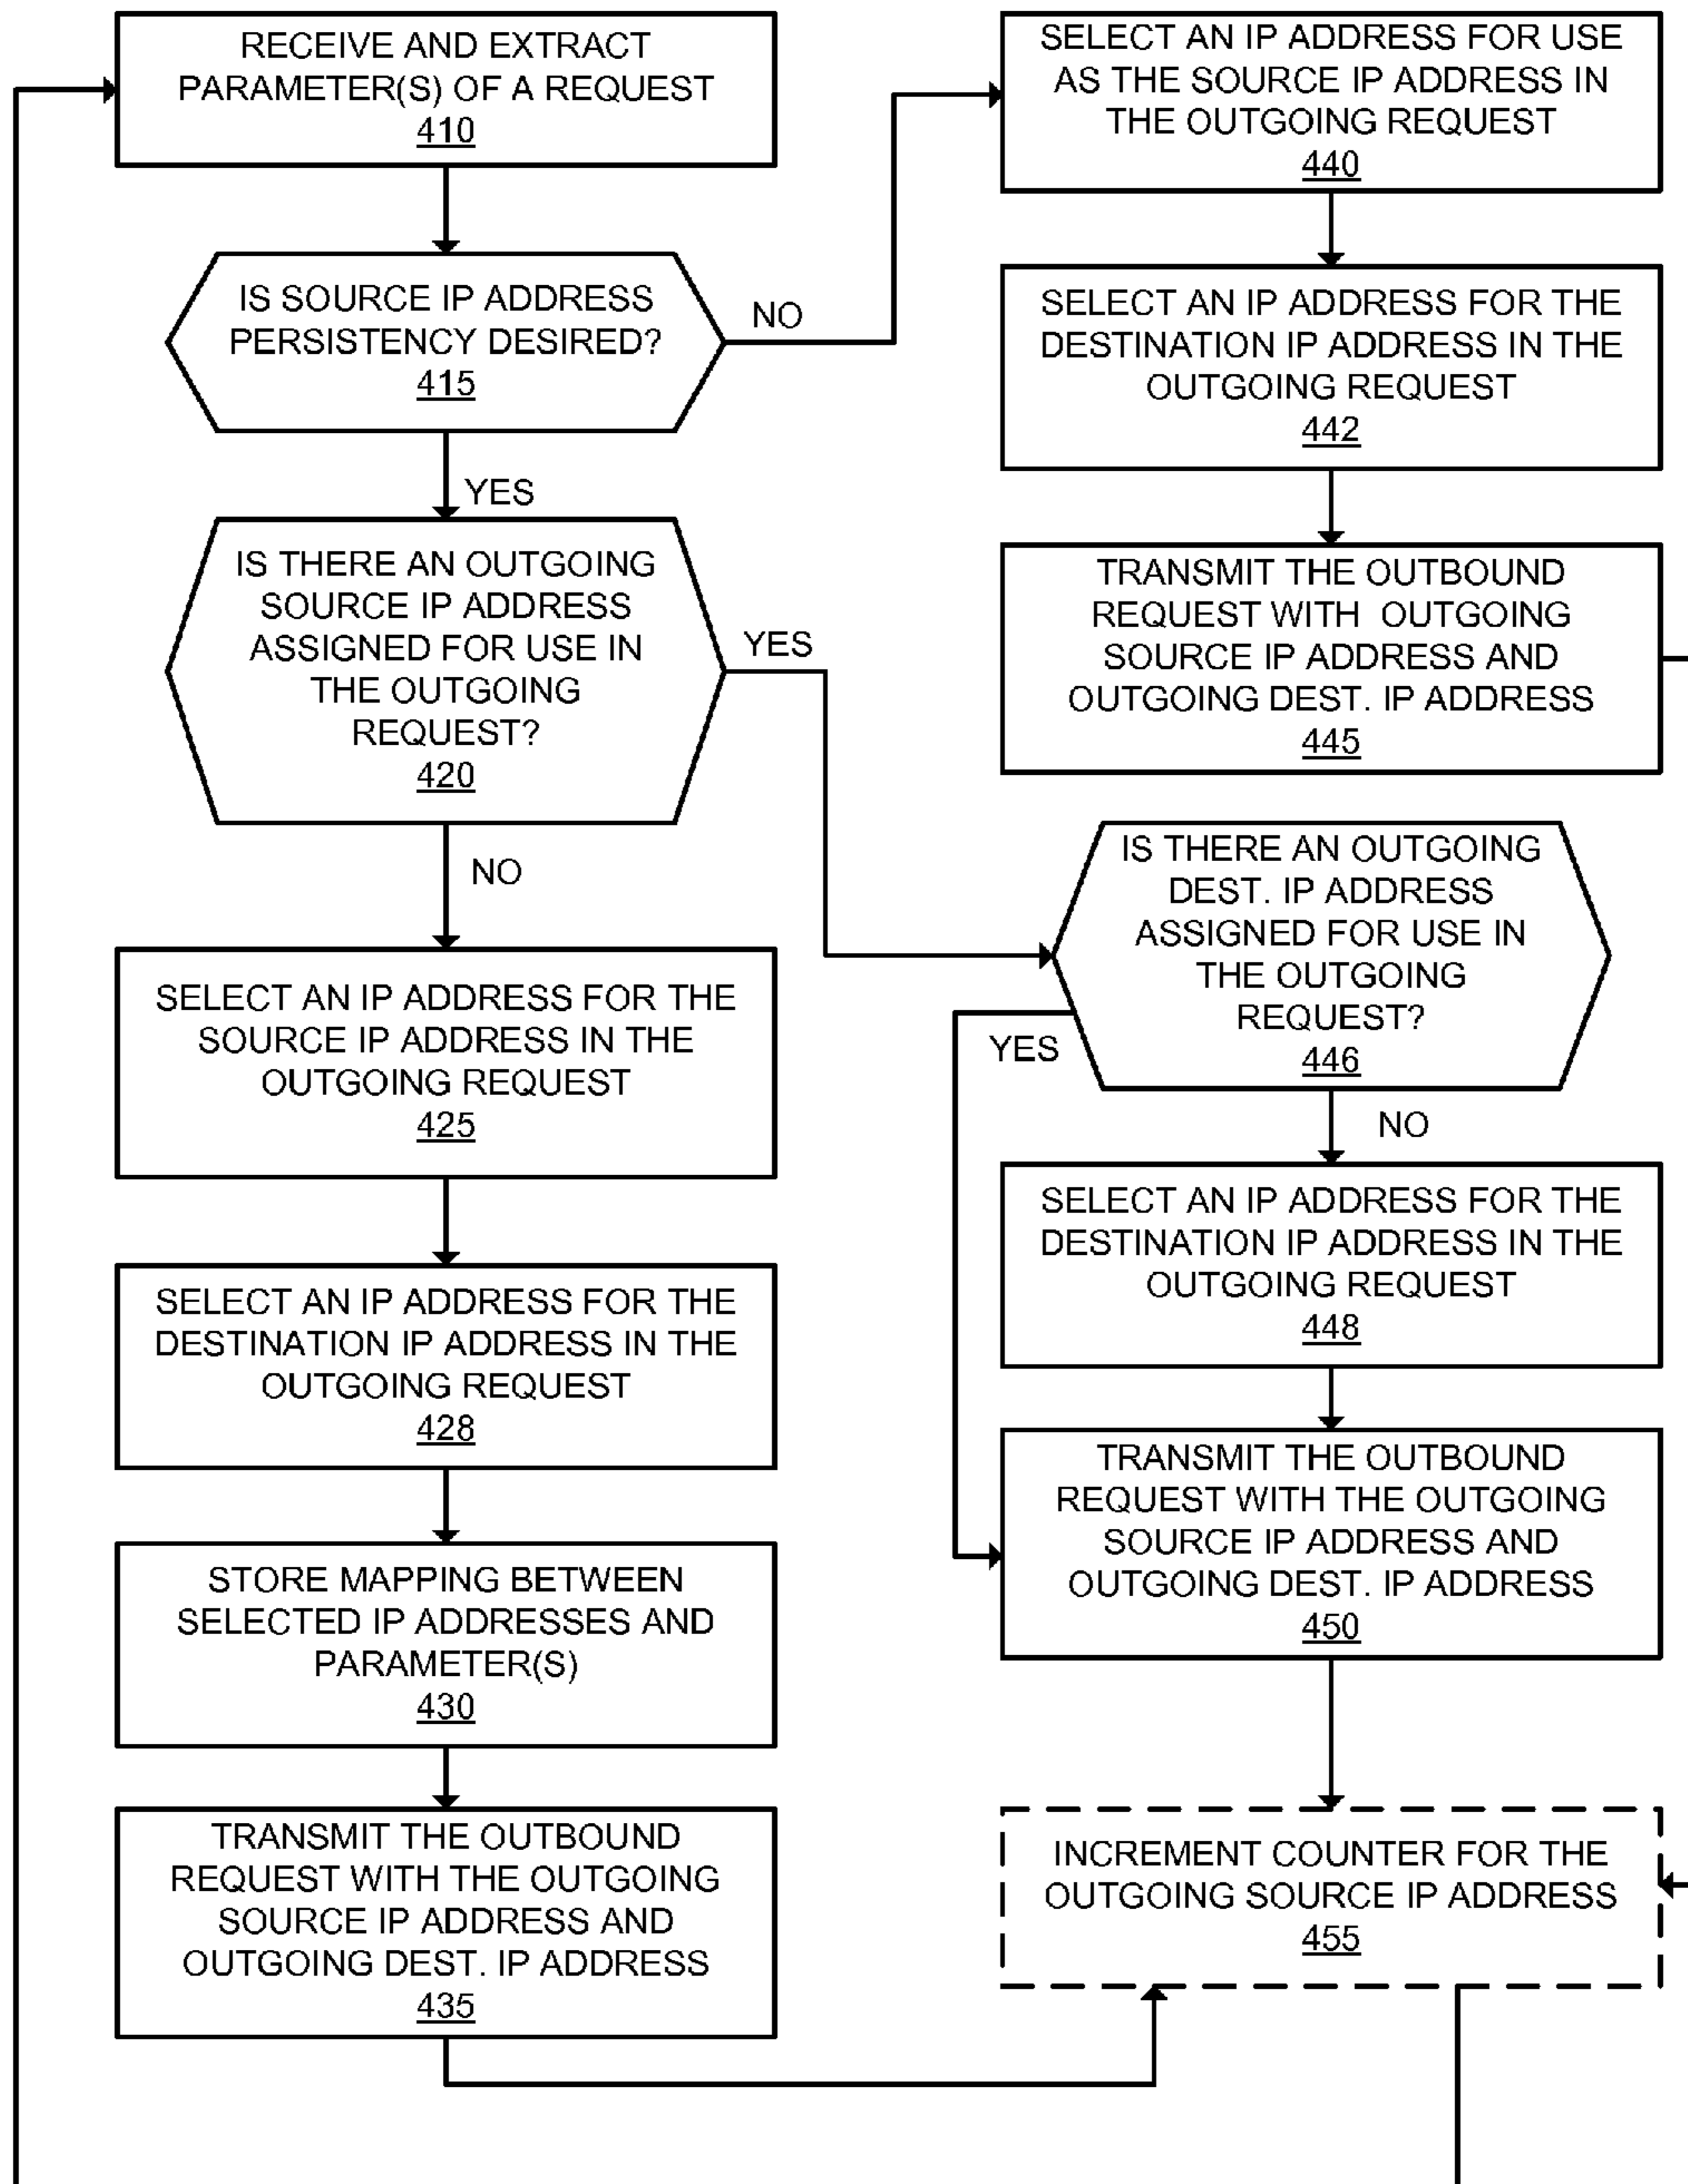 RECEIVE AND EXTRACT
PARAMETER(S) OF A REQUEST
410
IS SOURCE IP ADDRESS
PERSISTENCY DESIRED?
415
NO
YES
IS THERE AN OUTGOING
SOURCE IP ADDRESS
ASSIGNED FOR USE IN
THE OUTGOING
REQUEST?
420
YES
NO
SELECT AN IP ADDRESS FOR THE
SOURCE IP ADDRESS IN THE
OUTGOING REQUEST
425
SELECT AN IP ADDRESS FOR THE
DESTINATION IP ADDRESS IN THE
OUTGOING REQUEST
428
STORE MAPPING BETWEEN
SELECTED IP ADDRESSES AND
PARAMETER(S)
430
TRANSMIT THE OUTBOUND
REQUEST WITH THE OUTGOING
SOURCE IP ADDRESS AND
OUTGOING DEST. IP ADDRESS
435
SELECT AN IP ADDRESS FOR USE
AS THE SOURCE IP ADDRESS IN
THE OUTGOING REQUEST
440
SELECT AN IP ADDRESS FOR THE
DESTINATION IP ADDRESS IN THE
OUTGOING REQUEST
442
TRANSMIT THE OUTBOUND
REQUEST WITH OUTGOING
SOURCE IP ADDRESS AND
OUTGOING DEST. IP ADDRESS
445
IS THERE AN OUTGOING
DEST. IP ADDRESS
ASSIGNED FOR USE IN
THE OUTGOING
REQUEST?
446
YES
NO
SELECT AN IP ADDRESS FOR THE
DESTINATION IP ADDRESS IN THE
OUTGOING REQUEST
448
TRANSMIT THE OUTBOUND
REQUEST WITH THE OUTGOING
SOURCE IP ADDRESS AND
OUTGOING DEST. IP ADDRESS
450
INCREMENT COUNTER FOR THE
OUTGOING SOURCE IP ADDRESS
455